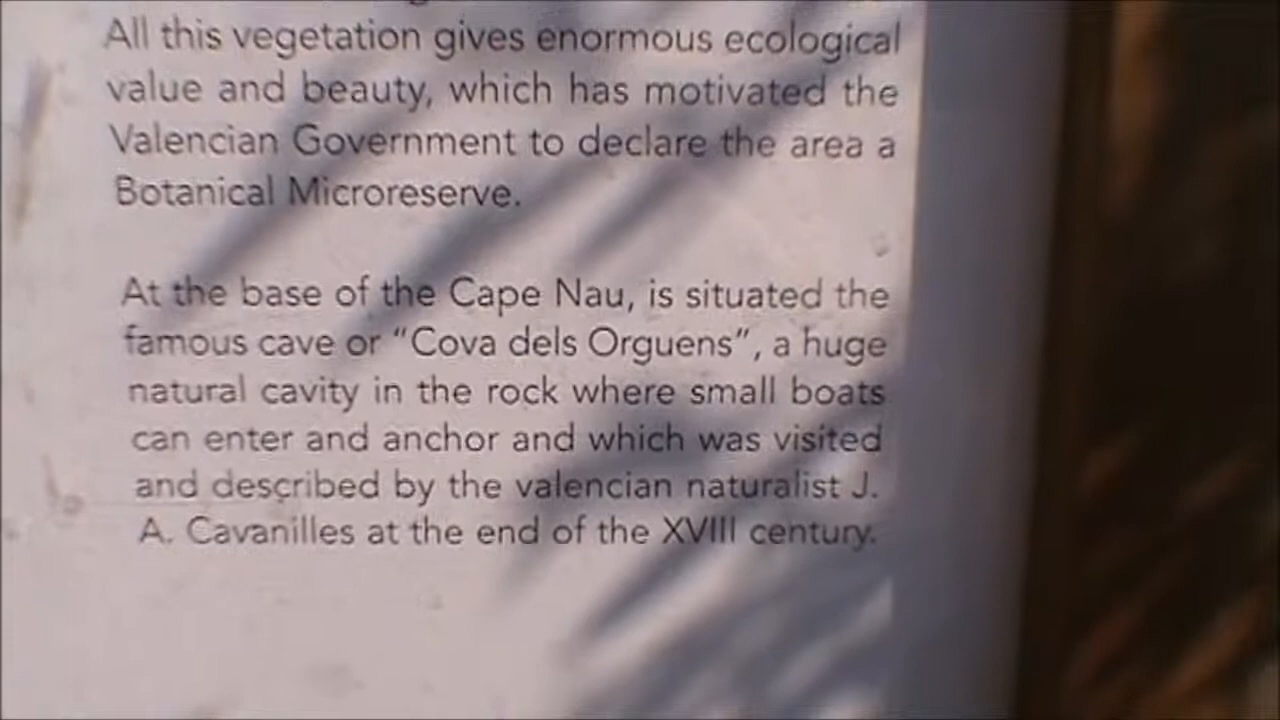 All this vegetation gives enormous ecological
value and beauty, which has motivated the
Valencian Government to declare the area a
Botanical Microreserve.
At the base of the Cape Nau, is situated the
famous cave or “Cova dels Orguens”, a huge
natural cavity in the rock where small boats
can enter and anchor and which was visited
and described by the valencian naturalist J.
A. Cavanilles at the end of the XVIII century.